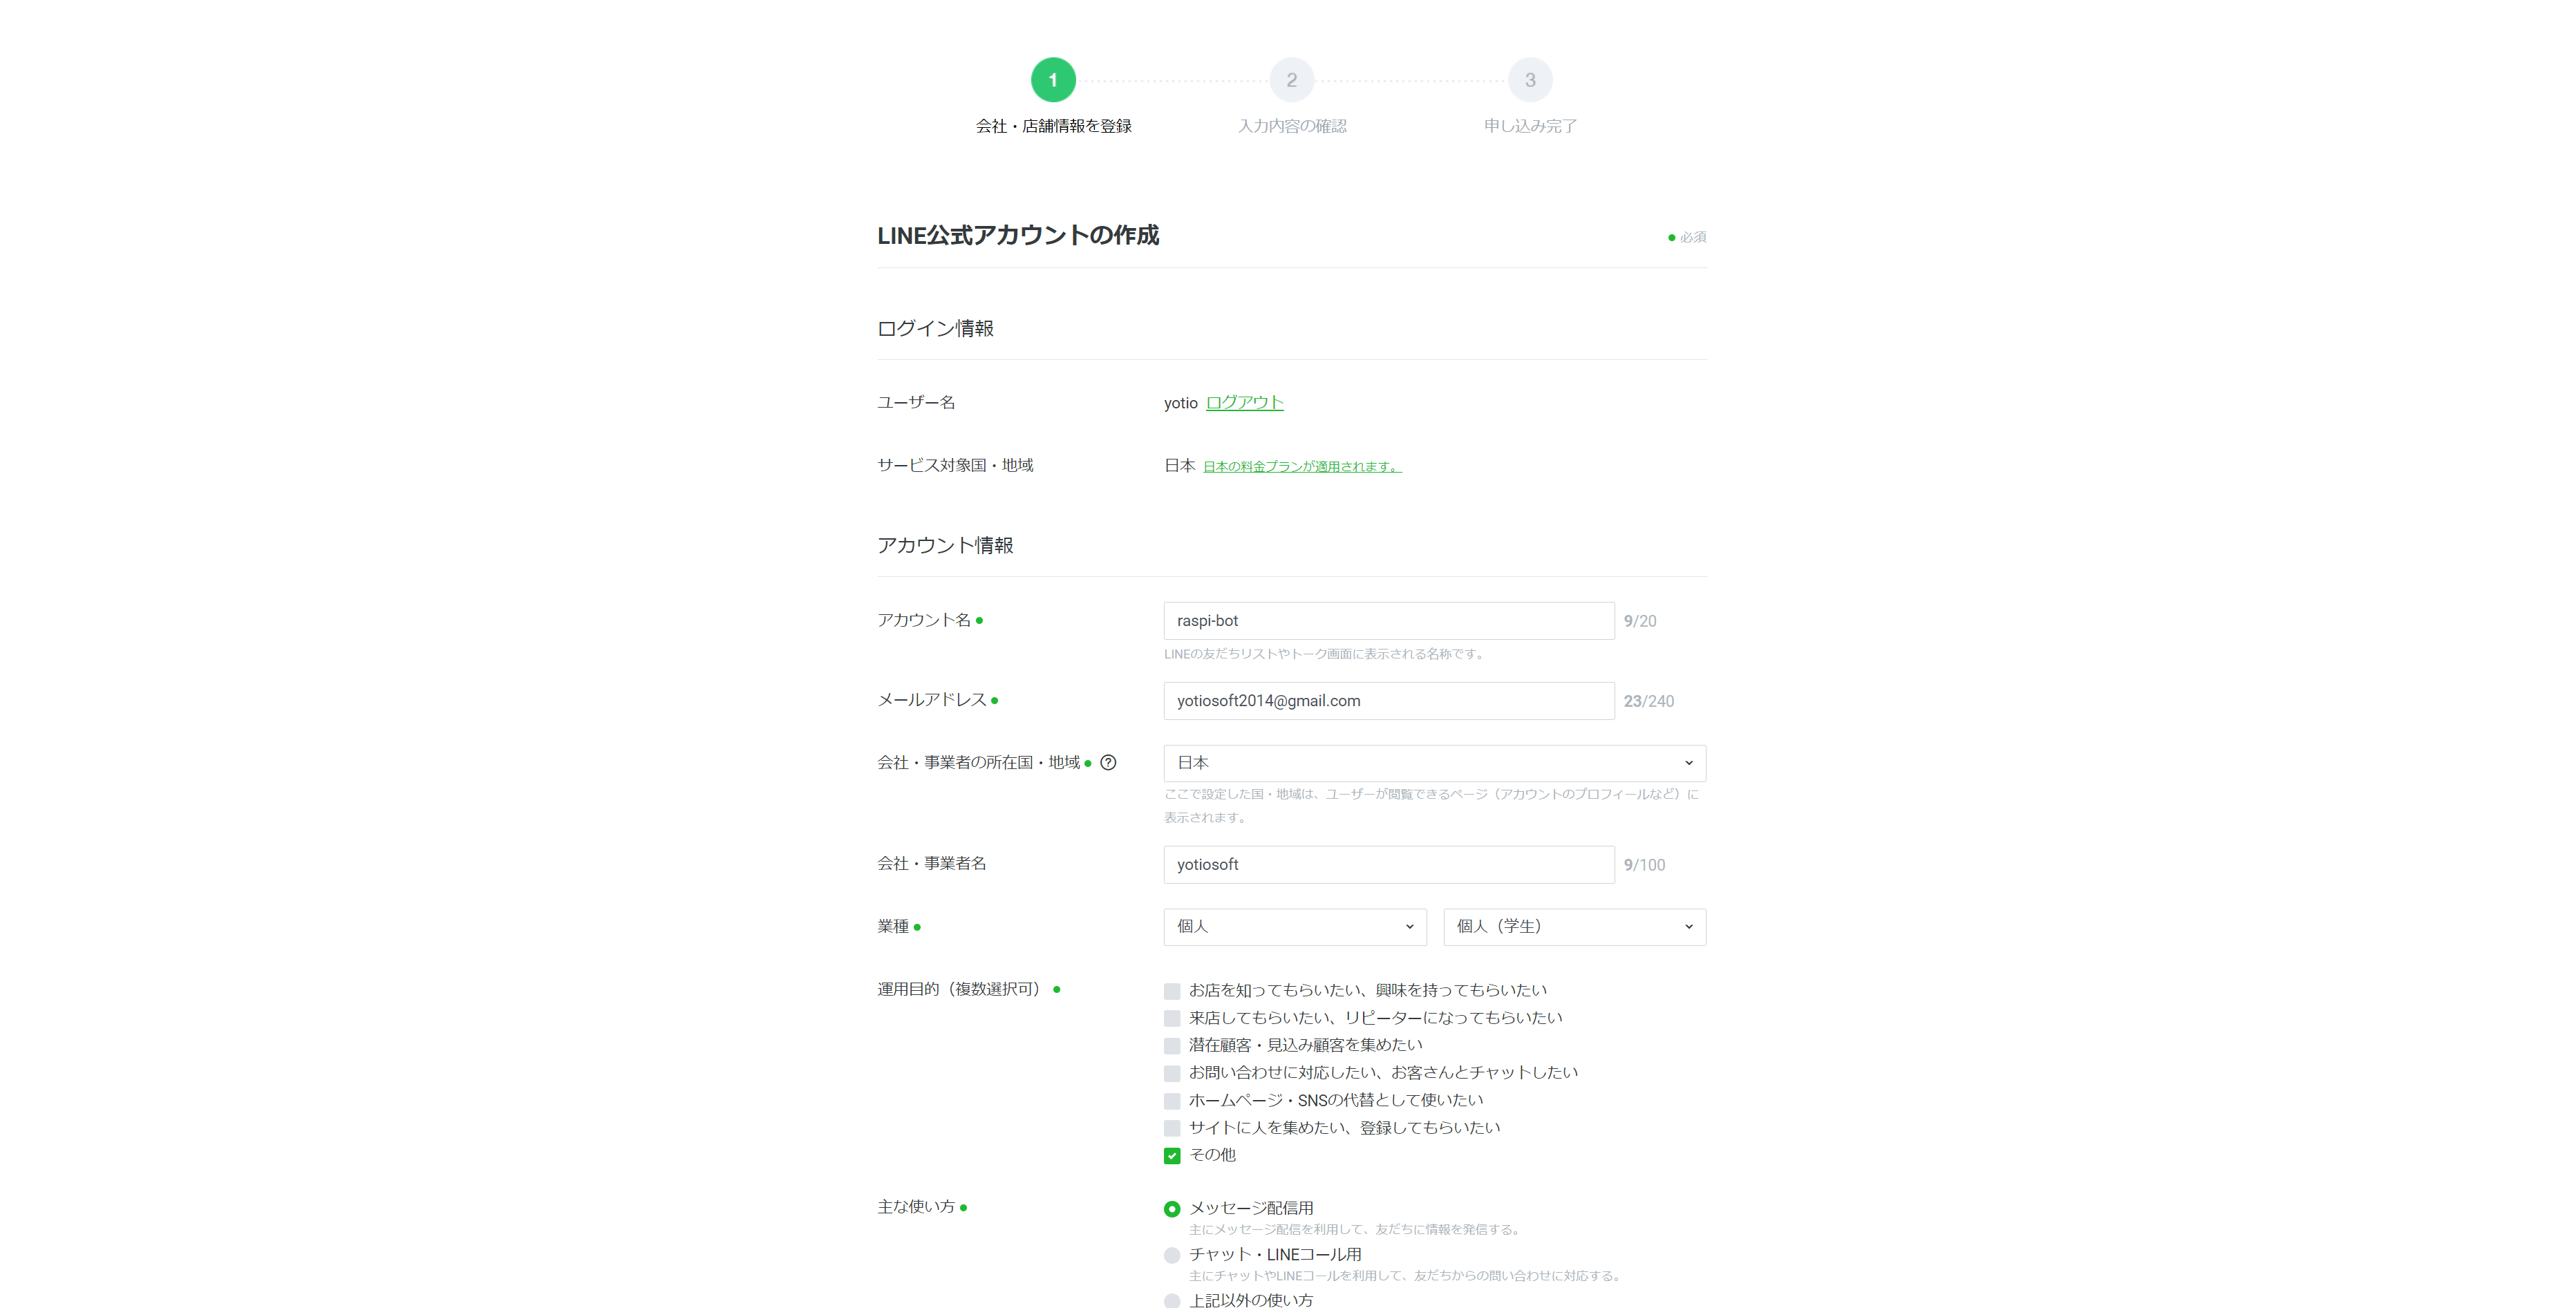 1
2
3
会社・店舗情報を登録
入力内容の確認
申し込み完了
LINE公式アカウントの作成
必須
ログイン情報
ユーザー名
yotio ログアウト
サービス対象国・地域
日本 日本の料金プランが適用されます。
アカウント情報
アカウント名
raspi-bot
9/20
LINEの友だちリストやトーク画面に表示される名称です。
メールアドレス
yotiosoft2014@gmail.com
23/240
会社・事業者の所在国・地域 ?
日本
ここで設定した国・地域は、ユーザーが閲覧できるページ（アカウントのプロフィールなど）に
表示されます。
会社・事業者名
yotiosoft
9/100
業種
個人
個人（学生）
運用目的（複数選択可）
お店を知ってもらいたい、興味を持ってもらいたい
来店してもらいたい、リピーターになってもらいたい
潜在顧客・見込み顧客を集めたい
お問い合わせに対応したい、お客さんとチャットしたい
ホームページ・SNSの代替として使いたい
サイトに人を集めたい、登録してもらいたい
その他
主な使い方
メッセージ配信用
主にメッセージ配信を利用して、友だちに情報を発信する。
チャット・LINEコール用
主にチャットやLINEコールを利用して、友だちからの問い合わせに対応する。
上記以外の使い方